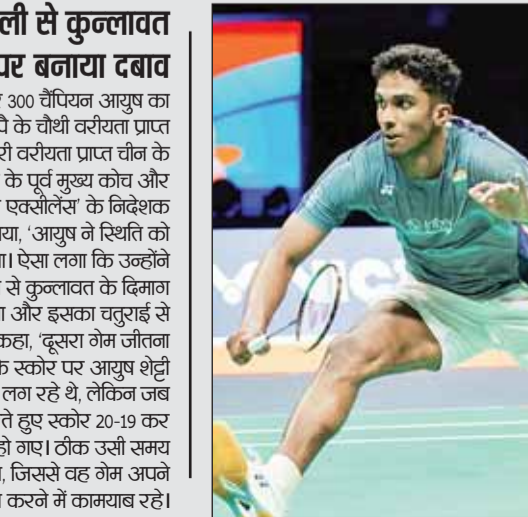 ली से कुन्लावत
पर बनाया दबाव
300 चैंपियन आयुष का
पै के चौथी वरीयता प्राप्त
री वरीयता प्राप्त चीन के
के पूर्व मुख्य कोच और
एक्सीलेंस' के निदेशक
या, 'आयुष ने स्थिति को
ा। ऐसा लगा कि उन्होंने
से कुन्लावत के दिमाग
ा और इसका चतुराई से
कहा, 'दूसरा गेम जीतना
के स्कोर पर आयुष शेट्टी
लग रहे थे, लेकिन जब
ते हुए स्कोर 20-19 कर
हो गए। ठीक उसी समय
ा, जिससे वह गेम अपने
करने में कामयाब रहे।